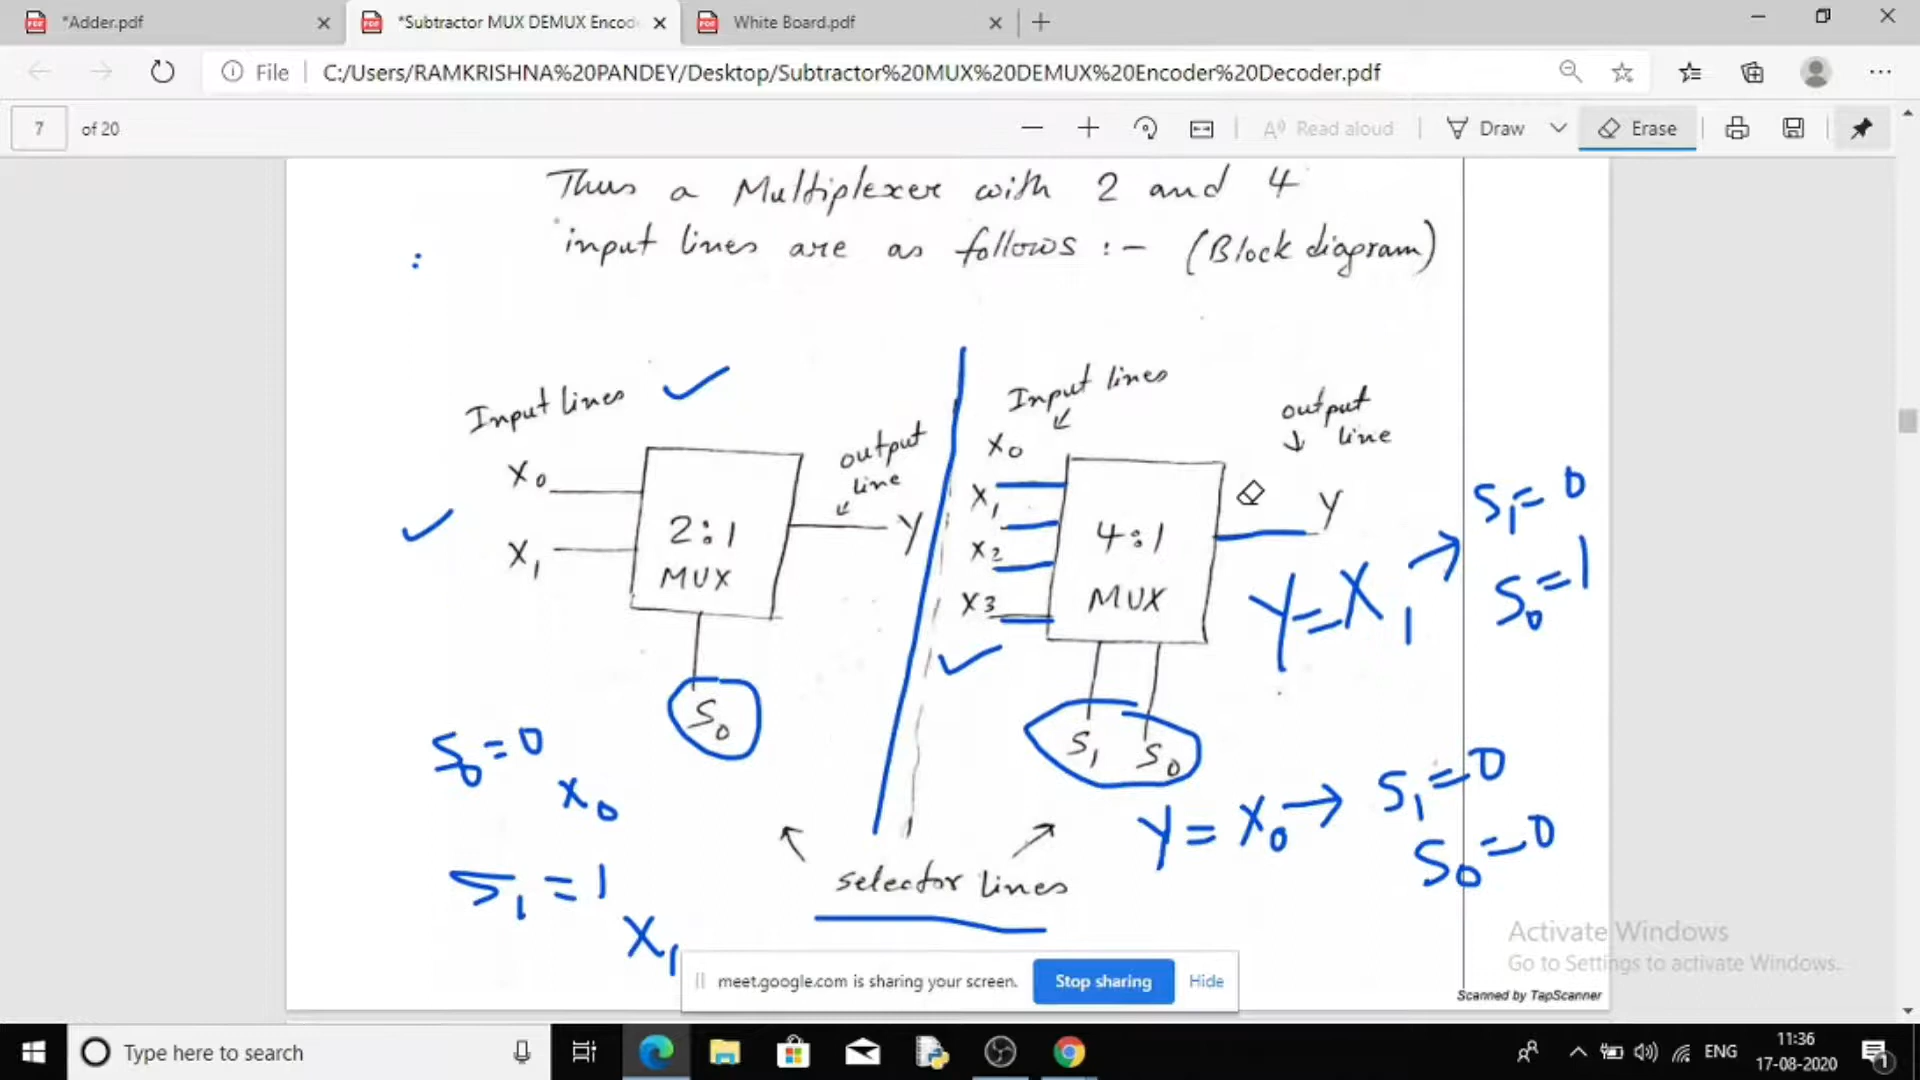 *Adder.pdf
*Subtractor MUX DEMUX Encod
White Board.pdf
File
C:/Users/RAMKRISHNA%20PANDEY/Desktop/Subtractor%20MUX%20DEMUX%20Encoder%20Decoder.pdf
7 of 20
Read aloud
Draw
Erase
Thus a Multiplexer with 2 and 4
input lines are as follows :- (Block diagram)
:
Input lines
X0
X1
2:1
MUX
output
line
Y
S0
S0=0
X0
S1=1
X1
Input lines
X0
X1
X2
X3
4:1
MUX
output
line
Y
S1 S0
Y=X1 → S1=0
S0=1
Y=X0 → S1=0
S0=0
selector lines
Activate Windows
Go to Settings to activate Windows.
meet.google.com is sharing your screen.
Stop sharing
Hide
Scanned by TapScanner
Type here to search
ENG
11:36
17-08-2020
1